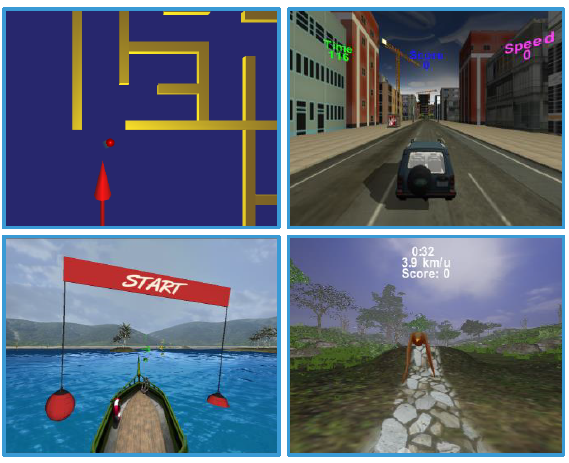 Time
116
Score
0
Speed
0
START
0:32
3.9 km/u
Score: 0